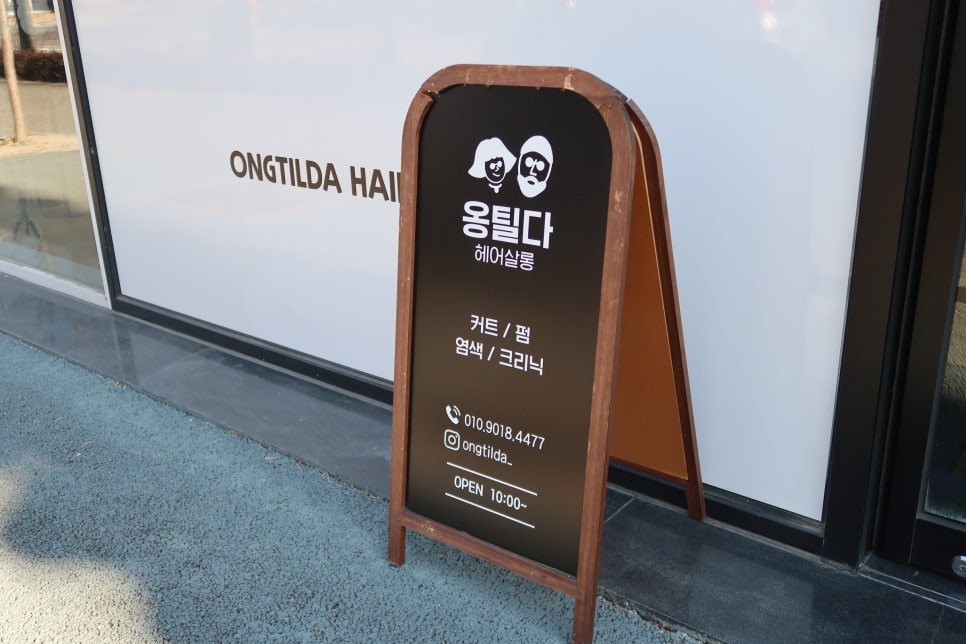 ONGTILDA HAI
옹틸다
헤어살롱
커트 / 펌
염색 / 크리닉
010.9018.4477
ongtilda_
OPEN 10:00~